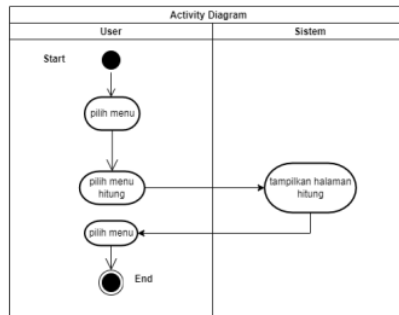 Activity Diagram
User
Sistem
Start
pilih menu
pilih menu
hitung
tampilkan halaman
hitung
pilih menu
End